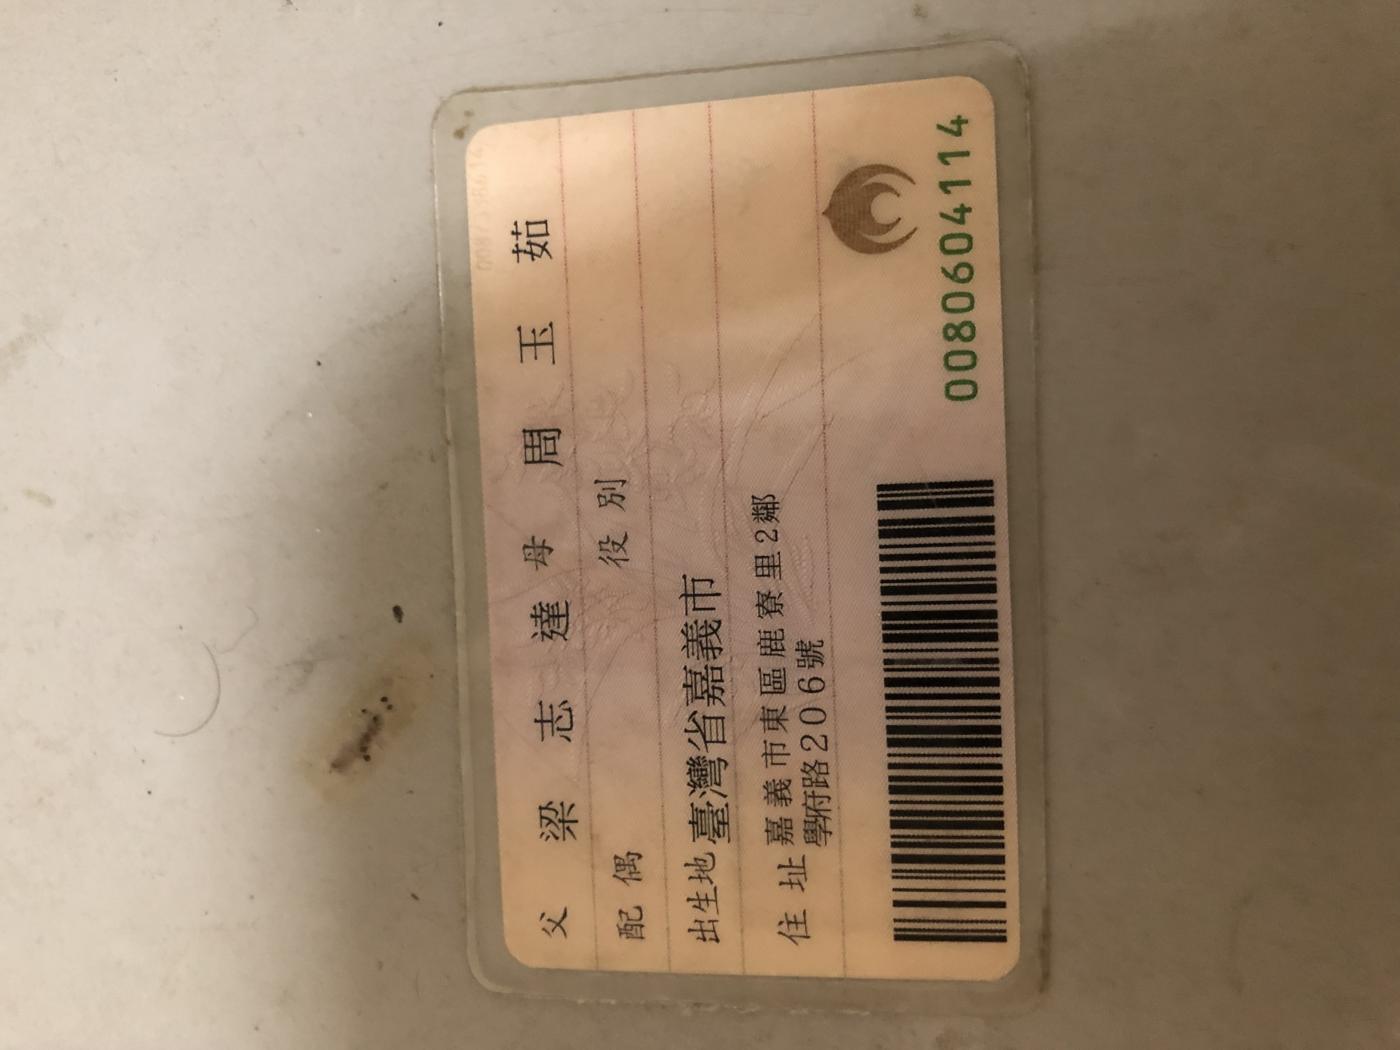 父 梁 志 達 母 周 玉 茹
配 偶 役 別
出生地 臺灣省嘉義市
住 址 嘉義市東區鹿寮里2鄰
學府路206號
0080604114